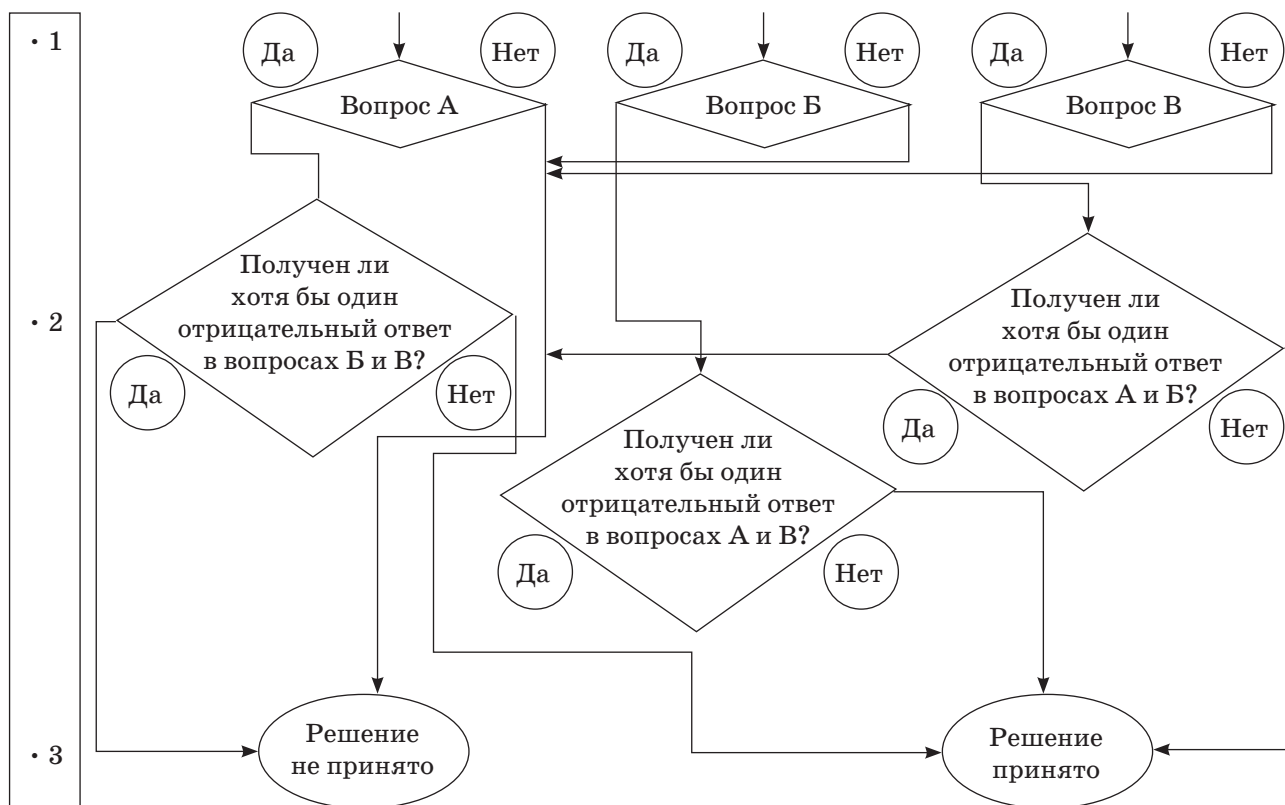 · 1
Да
Нет
Вопрос А
Да
Нет
Вопрос Б
Да
Нет
Вопрос В
· 2
Получен ли
хотя бы один
отрицательный ответ
в вопросах Б и В?
Да
Нет
Получен ли
хотя бы один
отрицательный ответ
в вопросах А и Б?
Да
Нет
Получен ли
хотя бы один
отрицательный ответ
в вопросах А и В?
Да
Нет
· 3
Решение
не принято
Решение
принято